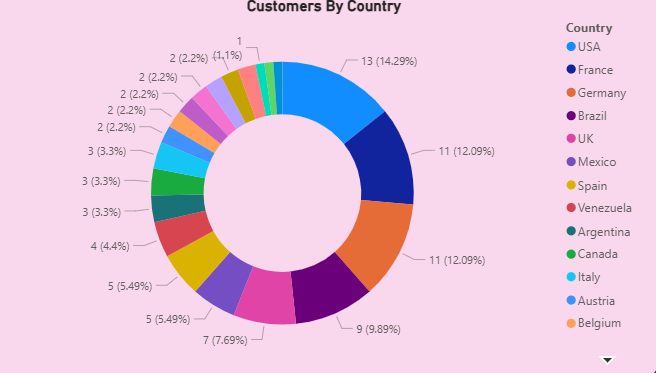 Customers By Country
13 (14.29%)
11 (12.09%)
11 (12.09%)
9 (9.89%)
7 (7.69%)
5 (5.49%)
5 (5.49%)
4 (4.4%)
3 (3.3%)
3 (3.3%)
3 (3.3%)
2 (2.2%)
2 (2.2%)
2 (2.2%)
2 (2.2%)
2 (2.2%)
1
(1.1%)
Country
USA
France
Germany
Brazil
UK
Mexico
Spain
Venezuela
Argentina
Canada
Italy
Austria
Belgium